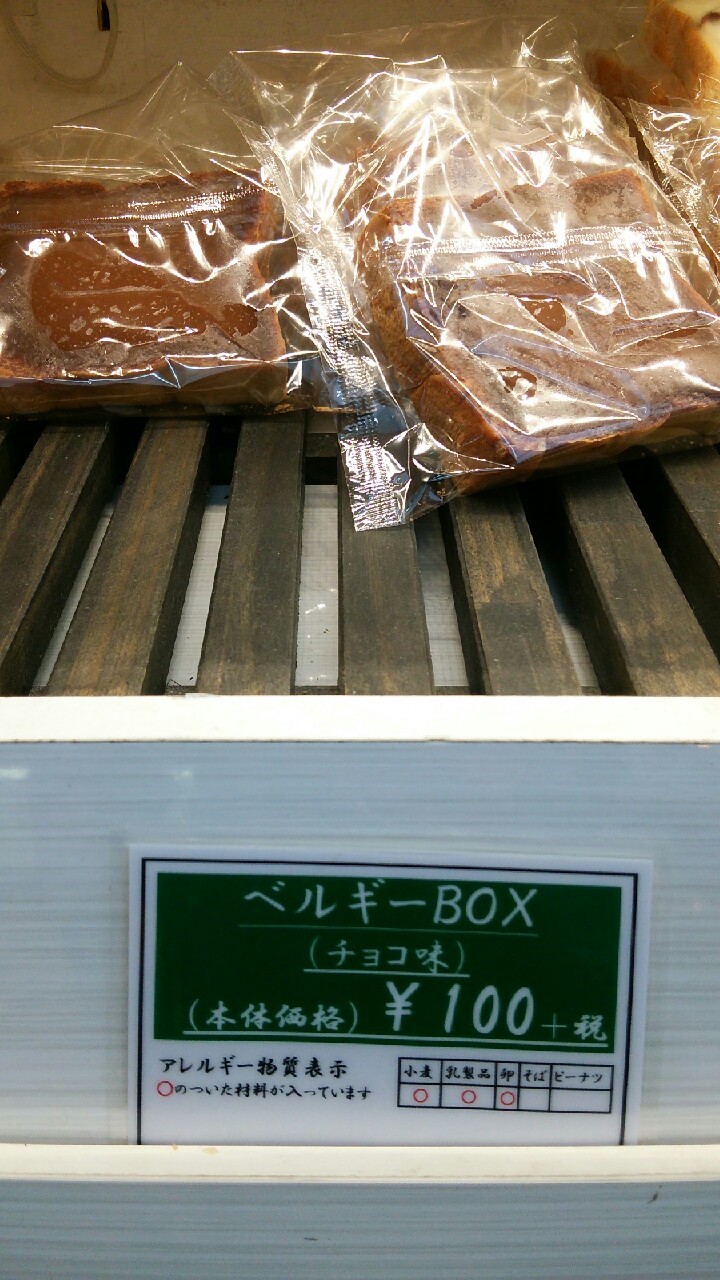 ベルギーBOX
(チョコ味)
(本体価格) ¥100+税
アレルギー物質表示
○のついた材料が入っています
小麦 乳製品 卵 そば ピーナツ
○ ○ ○